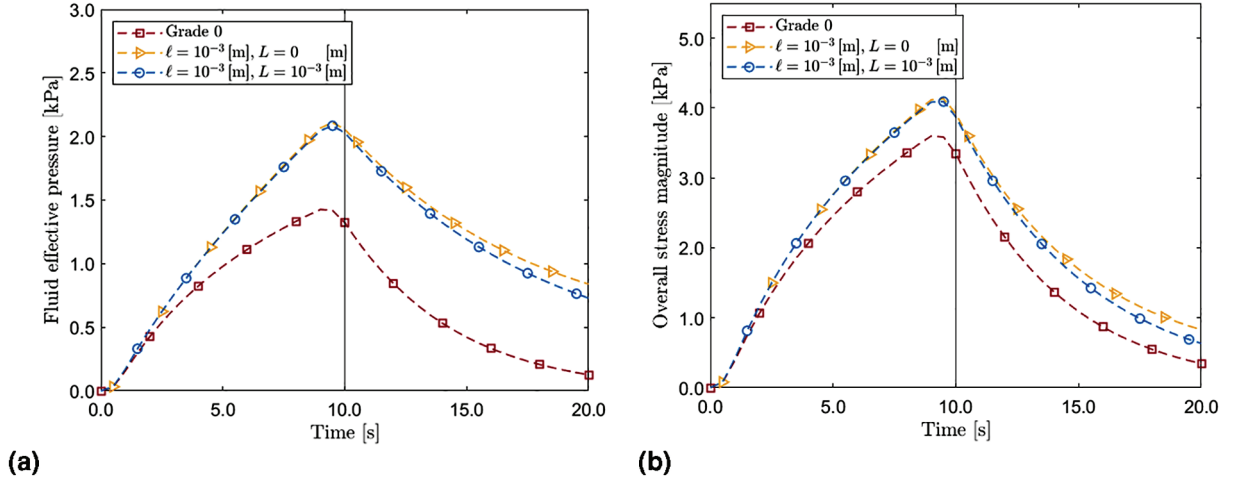 Grade 0
ℓ = 10⁻³ [m], L = 0 [m]
ℓ = 10⁻³ [m], L = 10⁻³ [m]
Fluid effective pressure [kPa]
3.0
2.5
2.0
1.5
1.0
0.5
0.0
0.0 5.0 10.0 15.0 20.0
Time [s]
(a)
Grade 0
ℓ = 10⁻³ [m], L = 0 [m]
ℓ = 10⁻³ [m], L = 10⁻³ [m]
Overall stress magnitude [kPa]
5.0
4.0
3.0
2.0
1.0
0.0
0.0 5.0 10.0 15.0 20.0
Time [s]
(b)